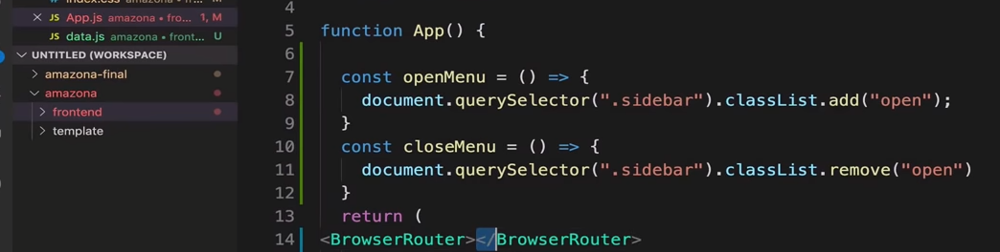 index.css amazona • fron...
JS App.js amazona • fro... 1, M
JS data.js amazona • front... U
UNTITLED (WORKSPACE)
amazona-final
amazona
frontend
template
4
5 function App() {
6
7 const openMenu = () => {
8 document.querySelector(".sidebar").classList.add("open");
9 }
10 const closeMenu = () => {
11 document.querySelector(".sidebar").classList.remove("open")
12 }
13 return (
14 <BrowserRouter></BrowserRouter>